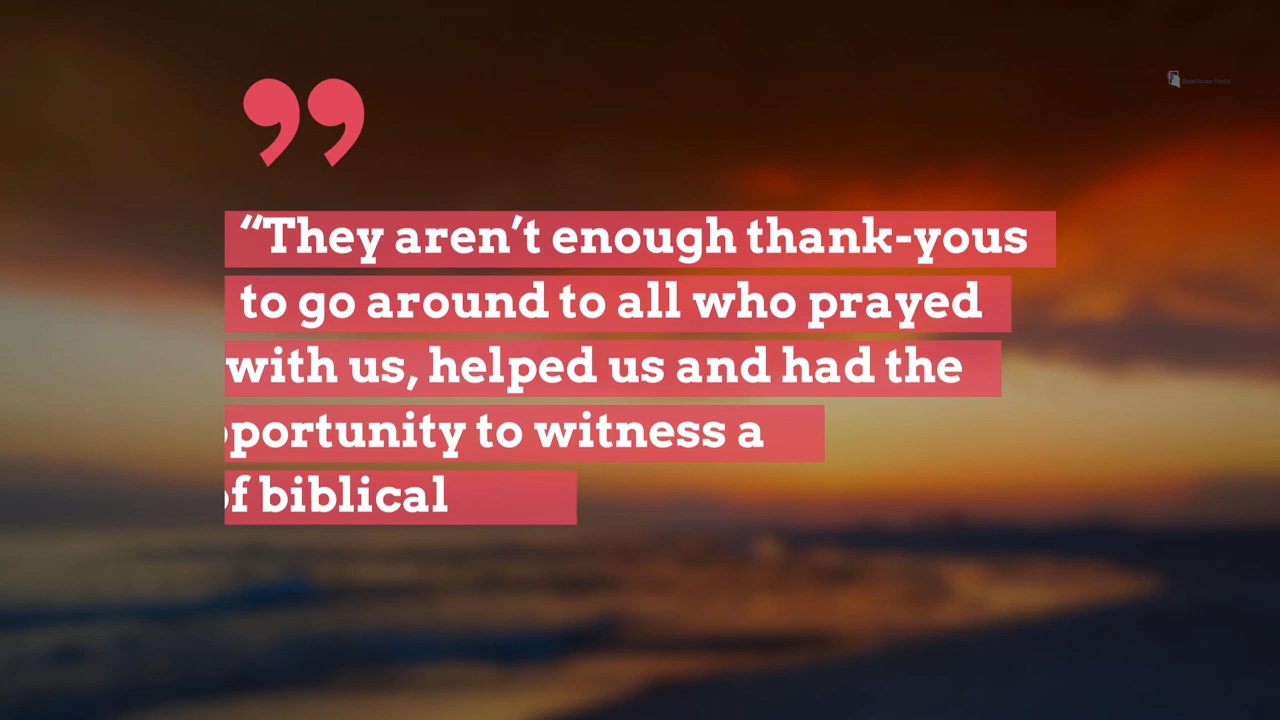 ”
“They aren’t enough thank-yous
to go around to all who prayed
with us, helped us and had the
pportunity to witness a
of biblical